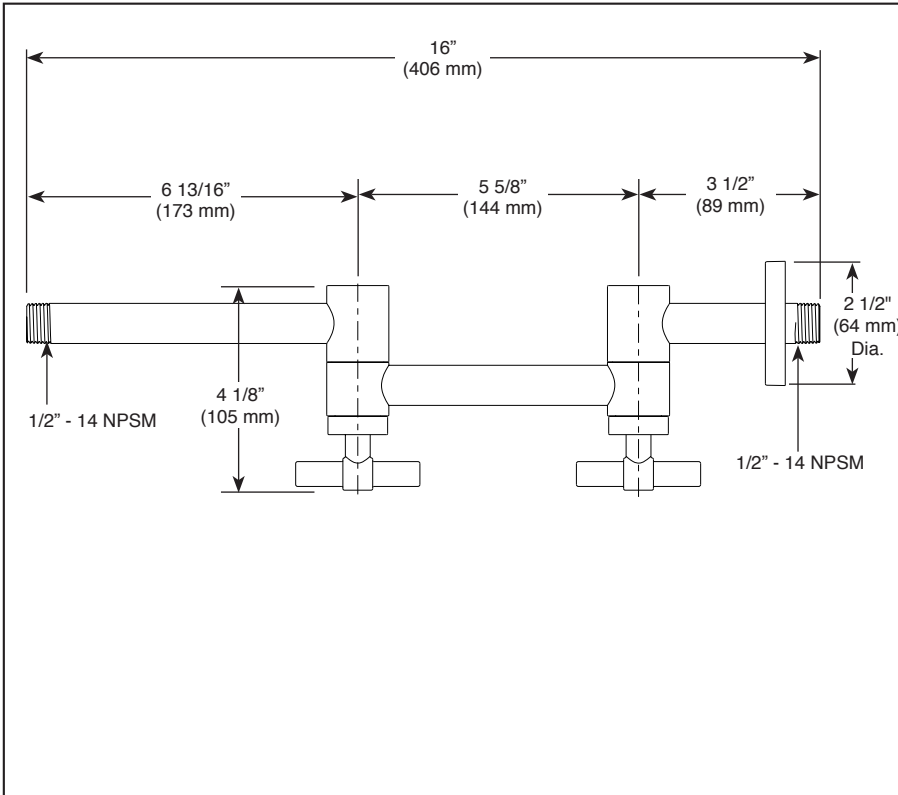 16”
(406 mm)
6 13/16”
(173 mm)
5 5/8”
(144 mm)
3 1/2”
(89 mm)
2 1/2"
(64 mm)
Dia.
4 1/8”
(105 mm)
1/2” - 14 NPSM
1/2” - 14 NPSM